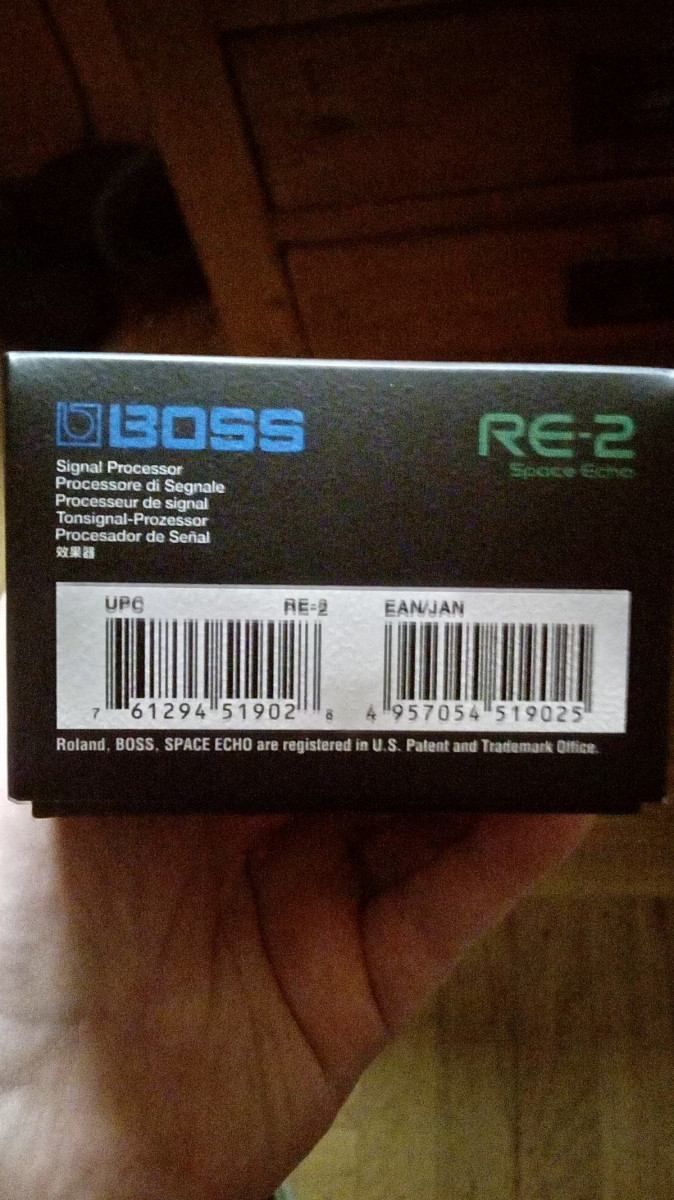 BOSS
RE-2
Space Echo
Signal Processor
Processore di Segnale
Processeur de signal
Tonsignal-Prozessor
Procesador de Señal
效果器
UPC RE-2 EAN/JAN
7 61294 51902 8 4 957054 519025
Roland, BOSS, SPACE ECHO are registered in U.S. Patent and Trademark Office.